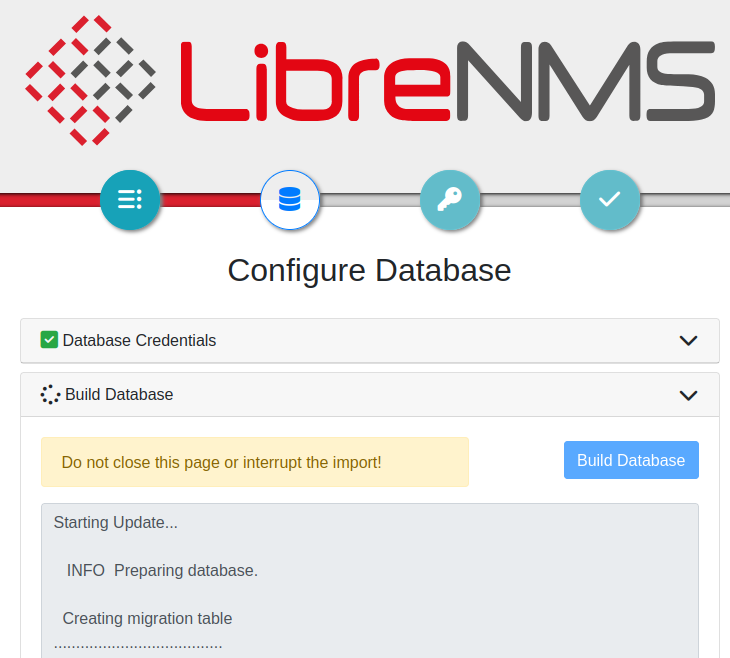 LibreNMS
Configure Database
Database Credentials
Build Database
Do not close this page or interrupt the import!
Build Database
Starting Update...
INFO  Preparing database.
Creating migration table
......................................